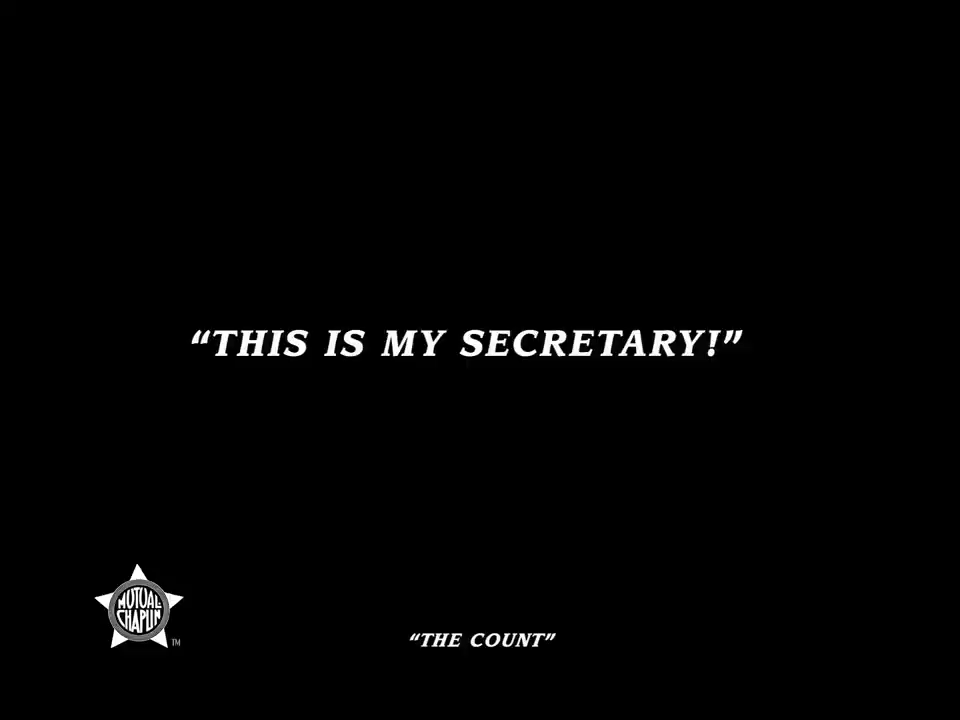 “THIS IS MY SECRETARY!”
MUTUAL-
CHAPLIN
TM
“THE COUNT”